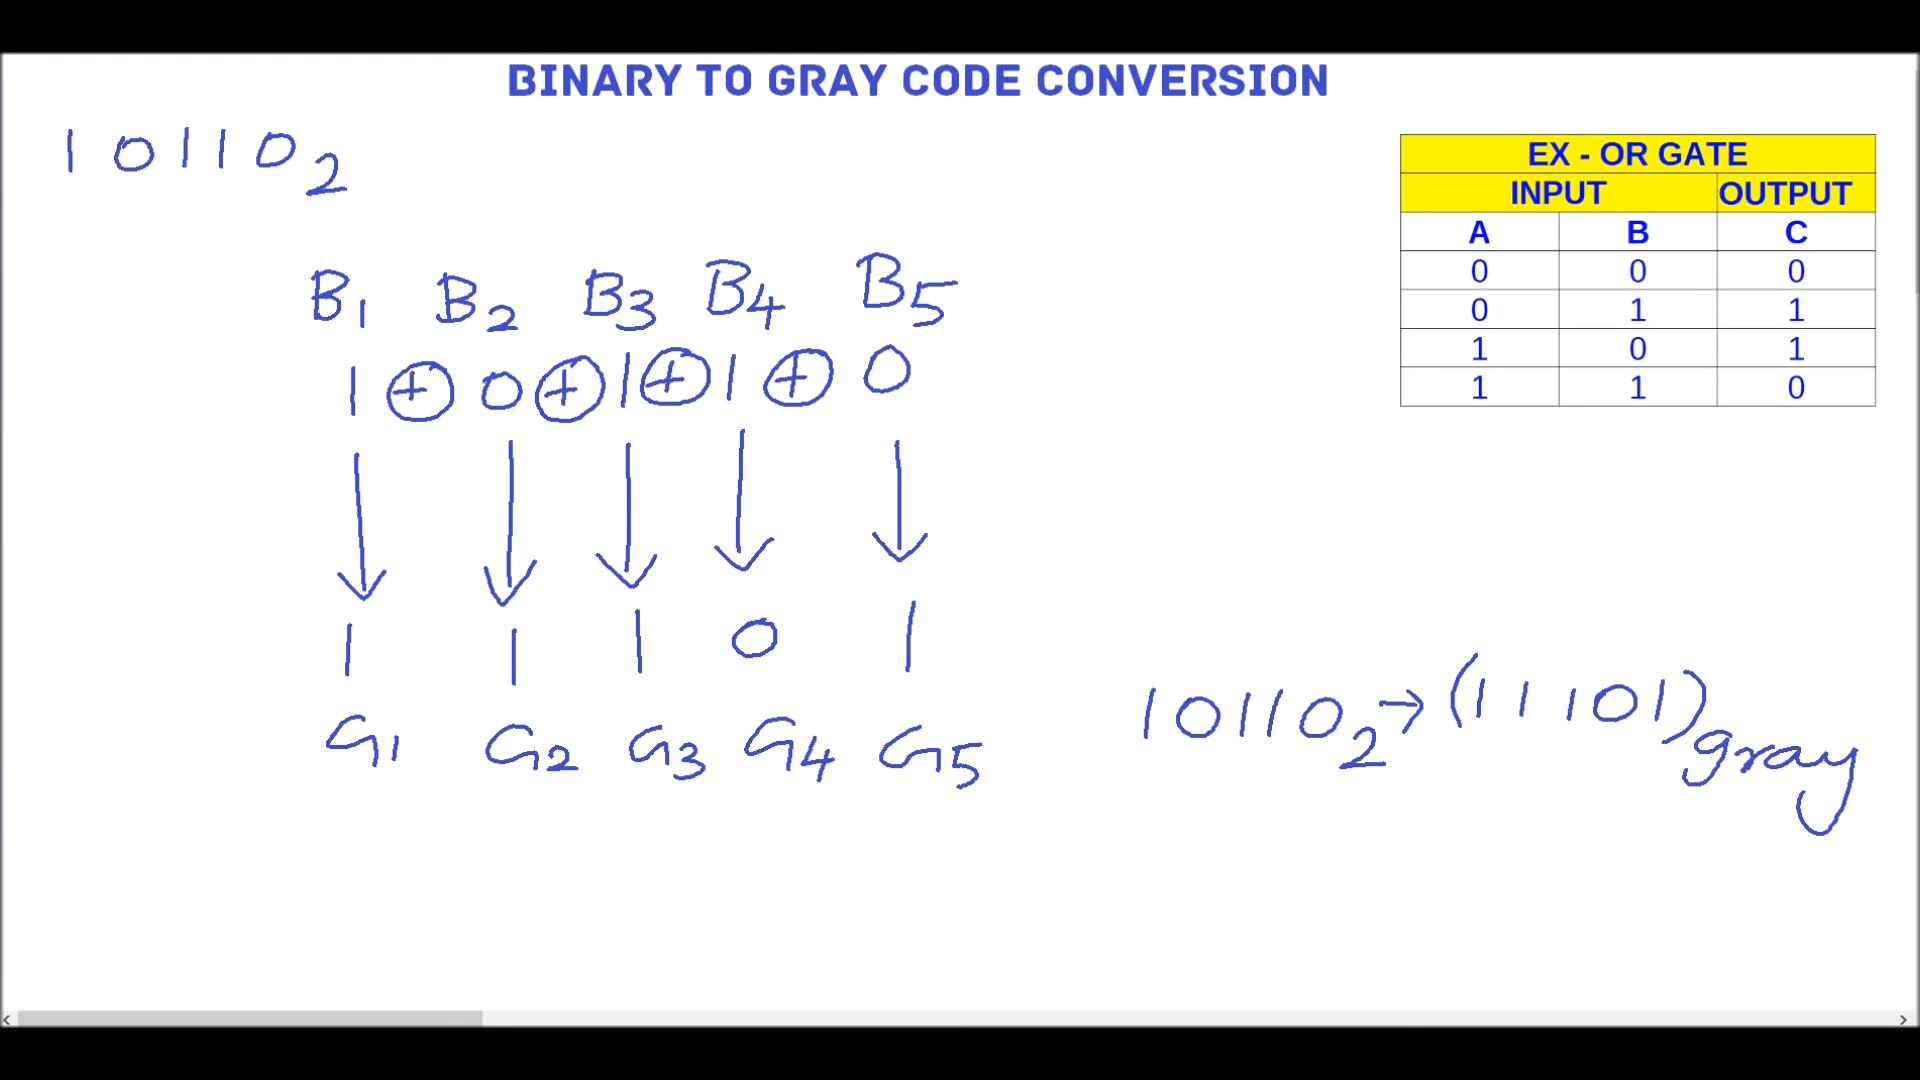 BINARY TO GRAY CODE CONVERSION
10110₂
EX - OR GATE
INPUT OUTPUT
A B C
0 0 0
0 1 1
1 0 1
1 1 0
B₁ B₂ B₃ B₄ B₅
1 ⊕ 0 ⊕ 1 ⊕ 1 ⊕ 0
1 1 1 0 1
G₁ G₂ G₃ G₄ G₅
10110₂ → (11101)gray